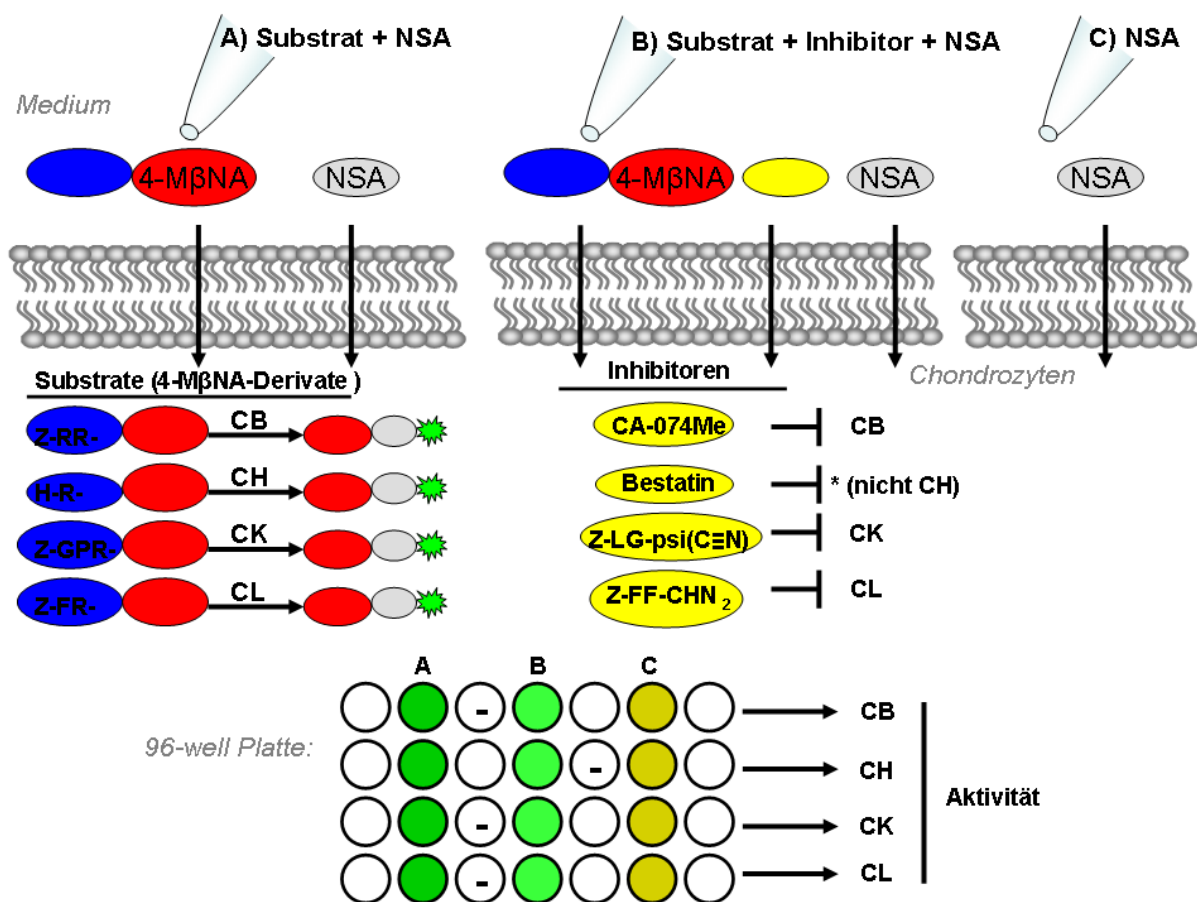 A) Substrat + NSA
B) Substrat + Inhibitor + NSA
C) NSA
Medium
4-MβNA
NSA
4-MβNA
NSA
NSA
Substrate (4-MβNA-Derivate )
Inhibitoren
Chondrozyten
Z-RR-
CB
CA-074Me
CB
H-R-
CH
Bestatin
* (nicht CH)
Z-GPR-
CK
Z-LG-psi(C≡N)
CK
Z-FR-
CL
Z-FF-CHN2
CL
A
B
C
- CB
96-well Platte:
- CH
Aktivität
- CK
- CL